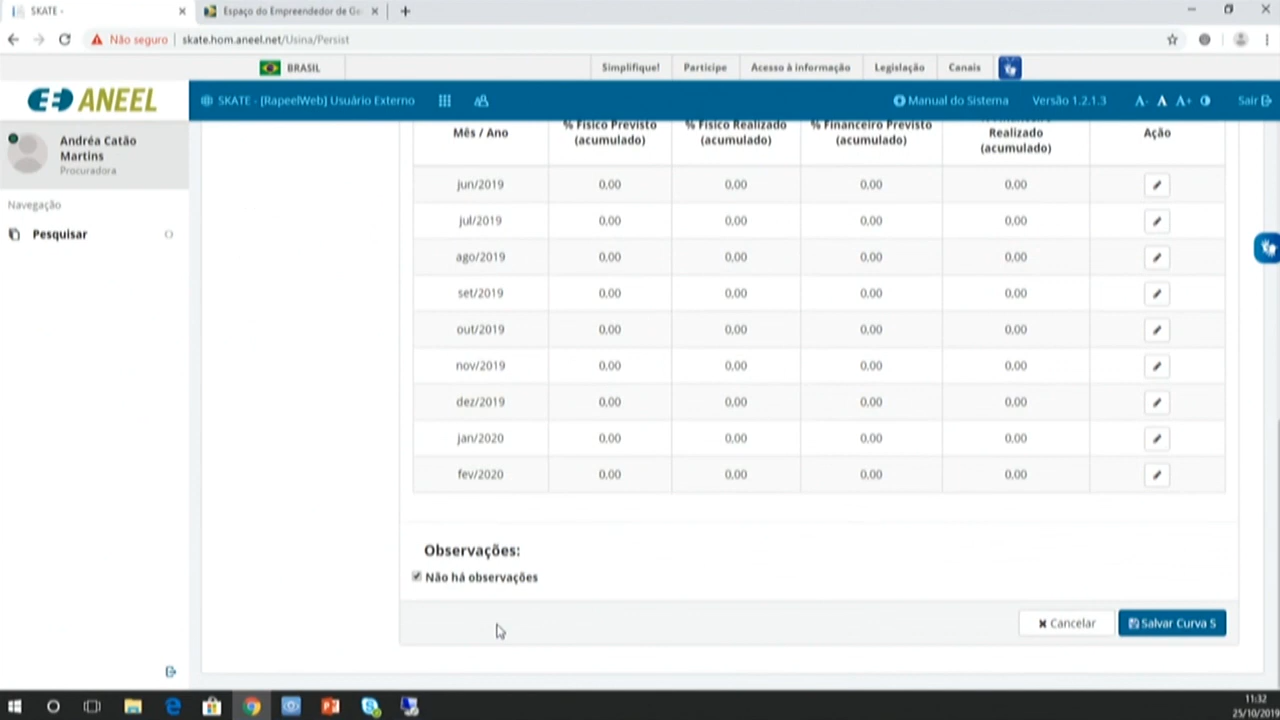 SKATE -
Espaço do Empreendedor de Ge
Não seguro
skate.hom.aneel.net/Usina/Persist
BRASIL
Simplifique!
Participe
Acesso à informação
Legislação
Canais
ANEEL
SKATE - [RapeelWeb] Usuário Externo
Manual do Sistema
Versão 1.2.1.3
A-
A
A+
Sair
Andréa Catão
Martins
Procuradora
Navegação
Pesquisar
Mês / Ano
% Físico Previsto
(acumulado)
% Físico Realizado
(acumulado)
% Financeiro Previsto
(acumulado)
Realizado
(acumulado)
Ação
jun/2019 0.00 0.00 0.00 0.00
jul/2019 0.00 0.00 0.00 0.00
ago/2019 0.00 0.00 0.00 0.00
set/2019 0.00 0.00 0.00 0.00
out/2019 0.00 0.00 0.00 0.00
nov/2019 0.00 0.00 0.00 0.00
dez/2019 0.00 0.00 0.00 0.00
jan/2020 0.00 0.00 0.00 0.00
fev/2020 0.00 0.00 0.00 0.00
Observações:
Não há observações
Cancelar
Salvar Curva S
11:32
25/10/2019